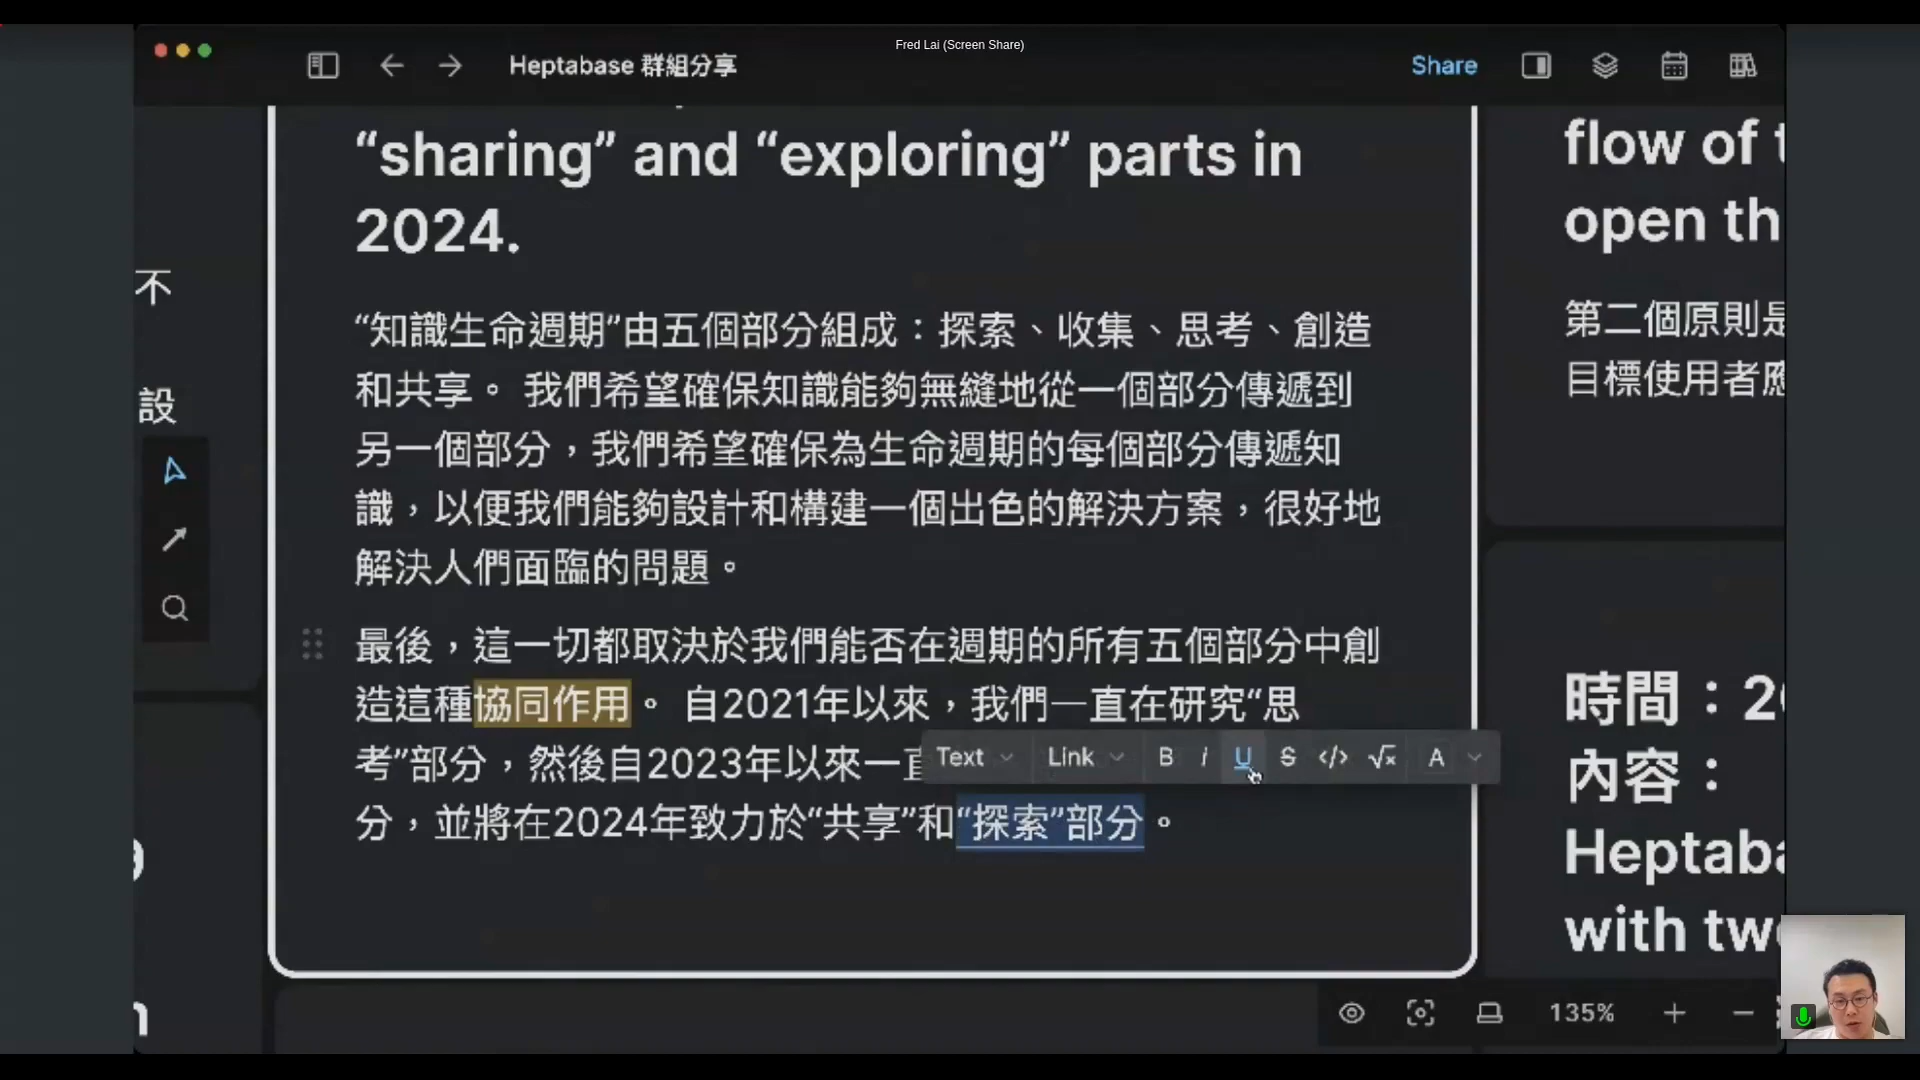 Fred Lai (Screen Share)
Heptabase 群組分享
Share
“sharing” and “exploring” parts in
2024.
“知識生命週期”由五個部分組成：探索、收集、思考、創造
和共享。 我們希望確保知識能夠無縫地從一個部分傳遞到
另一個部分，我們希望確保為生命週期的每個部分傳遞知
識，以便我們能夠設計和構建一個出色的解決方案，很好地
解決人們面臨的問題。
最後，這一切都取決於我們能否在週期的所有五個部分中創
造這種協同作用。 自2021年以來，我們一直在研究“思
考”部分，然後自2023年以來一直
分，並將在2024年致力於“共享”和“探索”部分。
Text
Link
B i U S </> √x A
不
設
flow of t
open th
第二個原則是
目標使用者應
時間：20
內容：
Heptaba
with two
135%